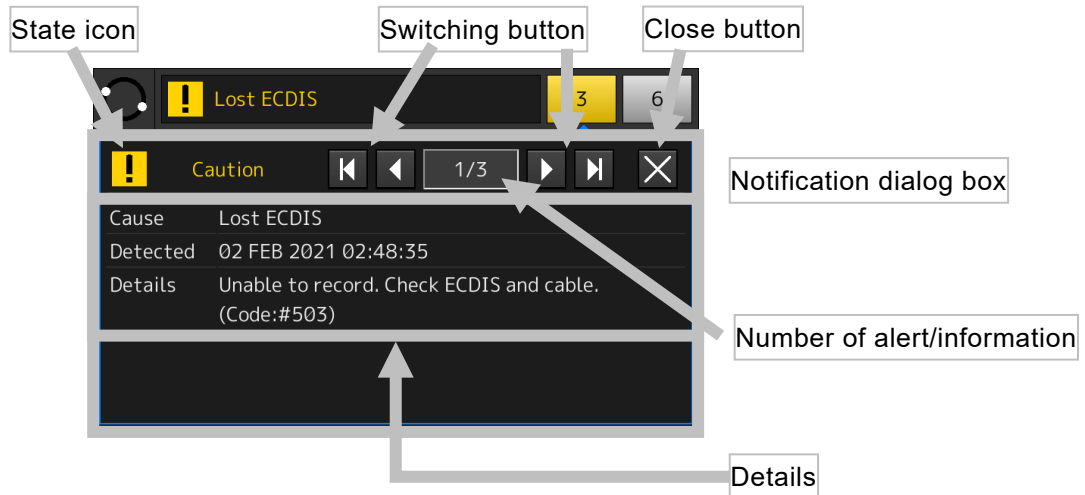 State icon
Switching button
Close button
Lost ECDIS
3
6
Caution
1/3
Notification dialog box
Cause Lost ECDIS
Detected 02 FEB 2021 02:48:35
Details Unable to record. Check ECDIS and cable.
(Code:#503)
Number of alert/information
Details